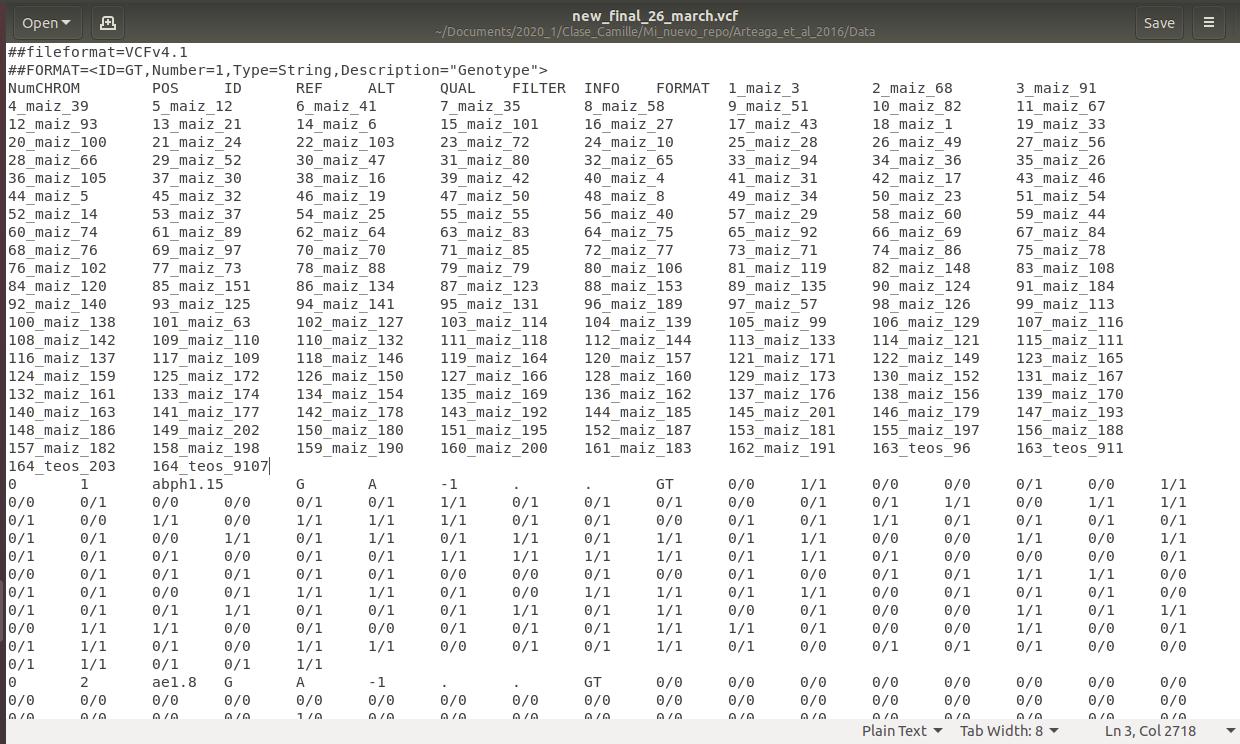 Open
new_final_26_march.vcf
~/Documents/2020_1/Clase_Camille/Mi_nuevo_repo/Arteaga_et_al_2016/Data
Save
##fileformat=VCFv4.1
##FORMAT=<ID=GT,Number=1,Type=String,Description="Genotype">
NumCHROM POS ID REF ALT QUAL FILTER INFO FORMAT 1_maiz_3 2_maiz_68 3_maiz_91
4_maiz_39 5_maiz_12 6_maiz_41 7_maiz_35 8_maiz_58 9_maiz_51 10_maiz_82 11_maiz_67
12_maiz_93 13_maiz_21 14_maiz_6 15_maiz_101 16_maiz_27 17_maiz_43 18_maiz_1 19_maiz_33
20_maiz_100 21_maiz_24 22_maiz_103 23_maiz_72 24_maiz_10 25_maiz_28 26_maiz_49 27_maiz_56
28_maiz_66 29_maiz_52 30_maiz_47 31_maiz_80 32_maiz_65 33_maiz_94 34_maiz_36 35_maiz_26
36_maiz_105 37_maiz_30 38_maiz_16 39_maiz_42 40_maiz_4 41_maiz_31 42_maiz_17 43_maiz_46
44_maiz_5 45_maiz_32 46_maiz_19 47_maiz_50 48_maiz_8 49_maiz_34 50_maiz_23 51_maiz_54
52_maiz_14 53_maiz_37 54_maiz_25 55_maiz_55 56_maiz_40 57_maiz_29 58_maiz_60 59_maiz_44
60_maiz_74 61_maiz_89 62_maiz_64 63_maiz_83 64_maiz_75 65_maiz_92 66_maiz_69 67_maiz_84
68_maiz_76 69_maiz_97 70_maiz_70 71_maiz_85 72_maiz_77 73_maiz_71 74_maiz_86 75_maiz_78
76_maiz_102 77_maiz_73 78_maiz_88 79_maiz_79 80_maiz_106 81_maiz_119 82_maiz_148 83_maiz_108
84_maiz_120 85_maiz_151 86_maiz_134 87_maiz_123 88_maiz_153 89_maiz_135 90_maiz_124 91_maiz_184
92_maiz_140 93_maiz_125 94_maiz_141 95_maiz_131 96_maiz_189 97_maiz_57 98_maiz_126 99_maiz_113
100_maiz_138 101_maiz_63 102_maiz_127 103_maiz_114 104_maiz_139 105_maiz_99 106_maiz_129 107_maiz_116
108_maiz_142 109_maiz_110 110_maiz_132 111_maiz_118 112_maiz_144 113_maiz_133 114_maiz_121 115_maiz_111
116_maiz_137 117_maiz_109 118_maiz_146 119_maiz_164 120_maiz_157 121_maiz_171 122_maiz_149 123_maiz_165
124_maiz_159 125_maiz_172 126_maiz_150 127_maiz_166 128_maiz_160 129_maiz_173 130_maiz_152 131_maiz_167
132_maiz_161 133_maiz_174 134_maiz_154 135_maiz_169 136_maiz_162 137_maiz_176 138_maiz_156 139_maiz_170
140_maiz_163 141_maiz_177 142_maiz_178 143_maiz_192 144_maiz_185 145_maiz_201 146_maiz_179 147_maiz_193
148_maiz_186 149_maiz_202 150_maiz_180 151_maiz_195 152_maiz_187 153_maiz_181 155_maiz_197 156_maiz_188
157_maiz_182 158_maiz_198 159_maiz_190 160_maiz_200 161_maiz_183 162_maiz_191 163_teos_96 163_teos_911
164_teos_203 164_teos_9107
0 1 abph1.15 G A -1 . . GT 0/0 1/1 0/0 0/0 0/1 0/0 1/1
0/0 0/1 0/0 0/0 0/1 0/1 1/1 0/1 0/1 0/1 0/0 0/1 0/1 1/1 0/0 1/1 1/1
0/1 0/0 1/1 0/0 1/1 1/1 1/1 0/1 0/1 0/0 0/1 0/1 1/1 0/1 0/1 0/1 0/1
0/1 0/1 0/0 1/1 0/1 1/1 0/1 1/1 0/1 1/1 0/1 1/1 0/0 0/0 1/1 0/0 1/1
0/1 0/1 0/1 0/0 0/1 0/1 1/1 1/1 1/1 1/1 0/1 1/1 0/1 0/0 0/0 0/1 0/1
0/0 0/1 0/1 0/1 0/1 0/1 0/0 0/0 0/1 0/0 0/1 0/0 0/1 0/1 1/1 1/1 0/0
0/1 0/0 0/0 0/0 1/1 1/1 0/1 0/0 1/1 1/1 0/1 1/1 0/0 0/1 0/1 0/1 0/0
0/1 0/1 0/1 1/1 0/1 0/1 0/1 1/1 0/1 1/1 0/1 0/1 0/0 0/0 1/1 0/1 1/1
0/0 1/1 1/1 0/0 0/1 0/0 0/1 0/1 0/1 1/1 1/1 0/1 0/0 0/0 1/1 0/0 0/1
0/1 1/1 0/1 0/0 1/1 1/1 0/0 0/1 0/1 1/1 0/1 0/1 0/0 0/1 0/1 0/0 0/0
0/1 1/1 0/1 0/1 1/1
0 2 ae1.8 G A -1 . . GT 0/0 0/0 0/0 0/0 0/0 0/0 0/0 0/0
0/0 0/0 0/0 0/0 0/0 0/0 0/0 0/0 0/0 0/0 0/0 0/0 0/0 0/0 0/0 0/0 0/0
0/0 0/0 0/0 0/0 1/0 0/0 0/0 0/0 0/0 0/0 0/0 0/0 0/0 0/0 0/0 0/0 0/0
Plain Text Tab Width: 8 Ln 3, Col 2718